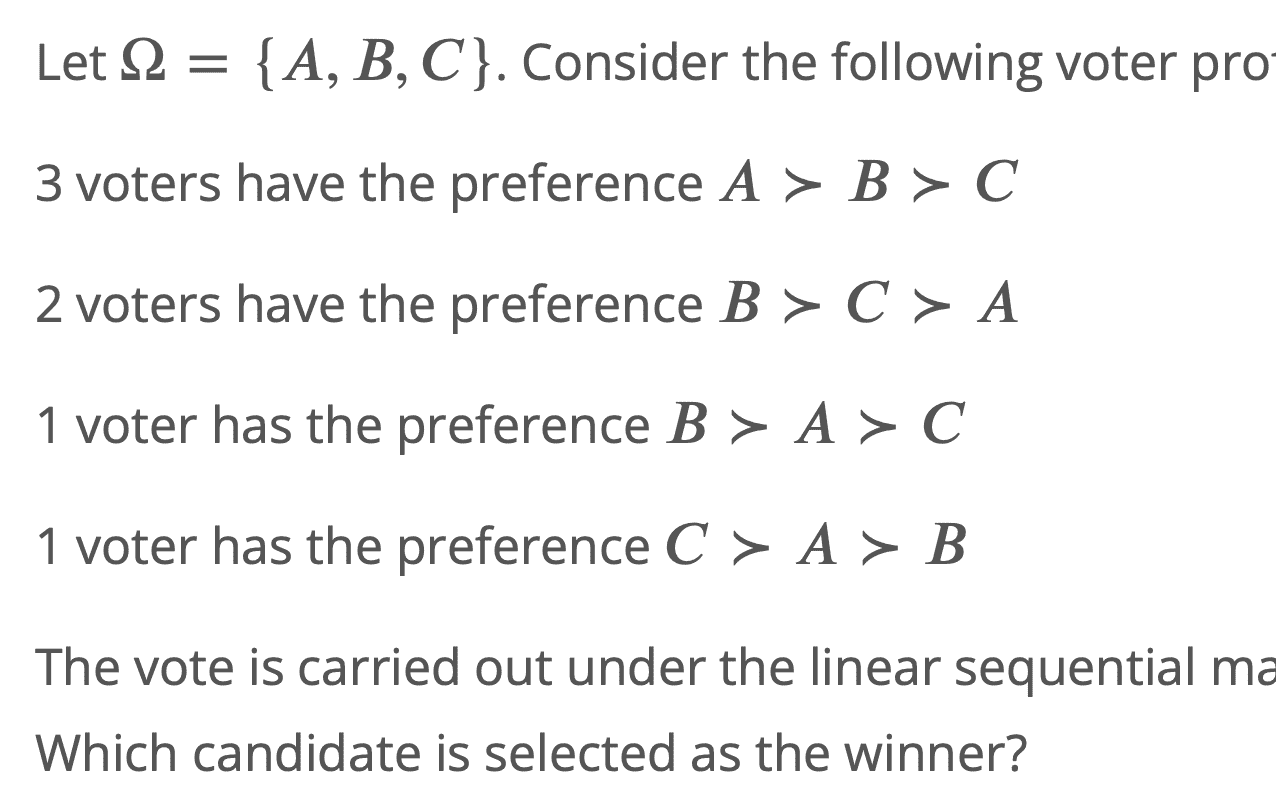 Let Ω = {A, B, C}. Consider the following voter
3 voters have the preference A ≻ B ≻ C
2 voters have the preference B ≻ C ≻ A
1 voter has the preference B ≻ A ≻ C
1 voter has the preference C ≻ A ≻ B
The vote is carried out under the linear sequential
Which candidate is selected as the winner?